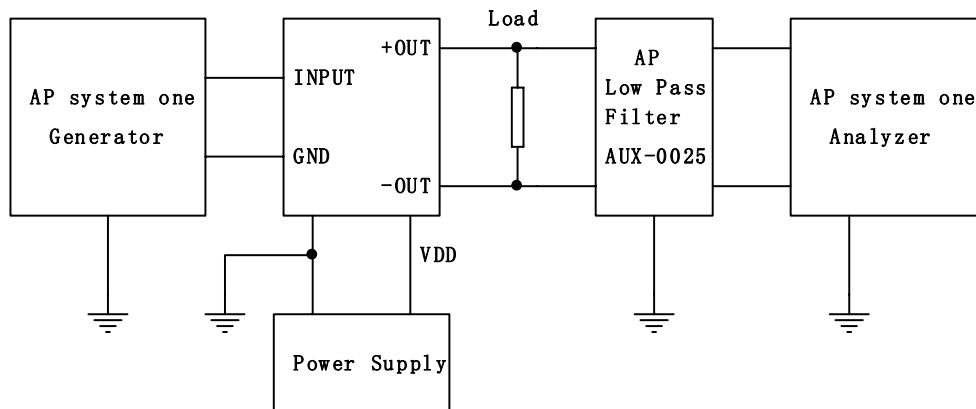 Load
+OUT
AP
INPUT
Low Pass
AP system one
AP system one
Filter
Generator
Analyzer
GND
AUX-0025
-OUT
VDD
Power Supply